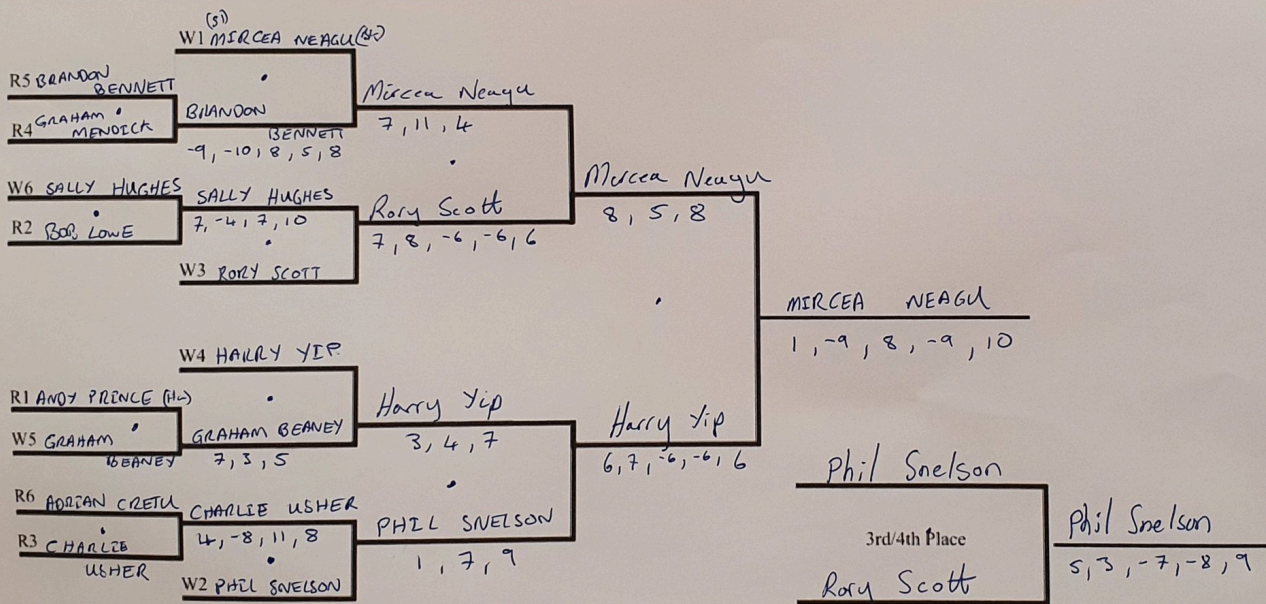 (S1)
W1 MIRCEA NEAGU
R5 BRANDON
BENNETT
R4 GRAHAM
MENDICK
BRANDON
BENNETT
-9, -10, 8, 5, 8
Mircea Neagu
7, 11, 4
W6 SALLY HUGHES
R2 BOB LOWE
SALLY HUGHES
7, -4, 7, 10
W3 RORY SCOTT
Rory Scott
7, 8, -6, -6, 6
Mircea Neagu
8, 5, 8
MIRCEA NEAGU
1, -9, 8, -9, 10
W4 HARRY YIP
R1 ANDY PRINCE
W5 GRAHAM
BEANEY
GRAHAM BEANEY
7, 3, 5
Harry Yip
3, 4, 7
R6 ADRIAN CRETU
R3 CHARLIE
USHER
CHARLIE USHER
4, -8, 11, 8
W2 PHIL SNELSON
PHIL SNELSON
1, 7, 9
Harry Yip
6, 7, -6, -6, 6
Phil Snelson
3rd/4th Place
Rory Scott
Phil Snelson
5, 3, -7, -8, 9